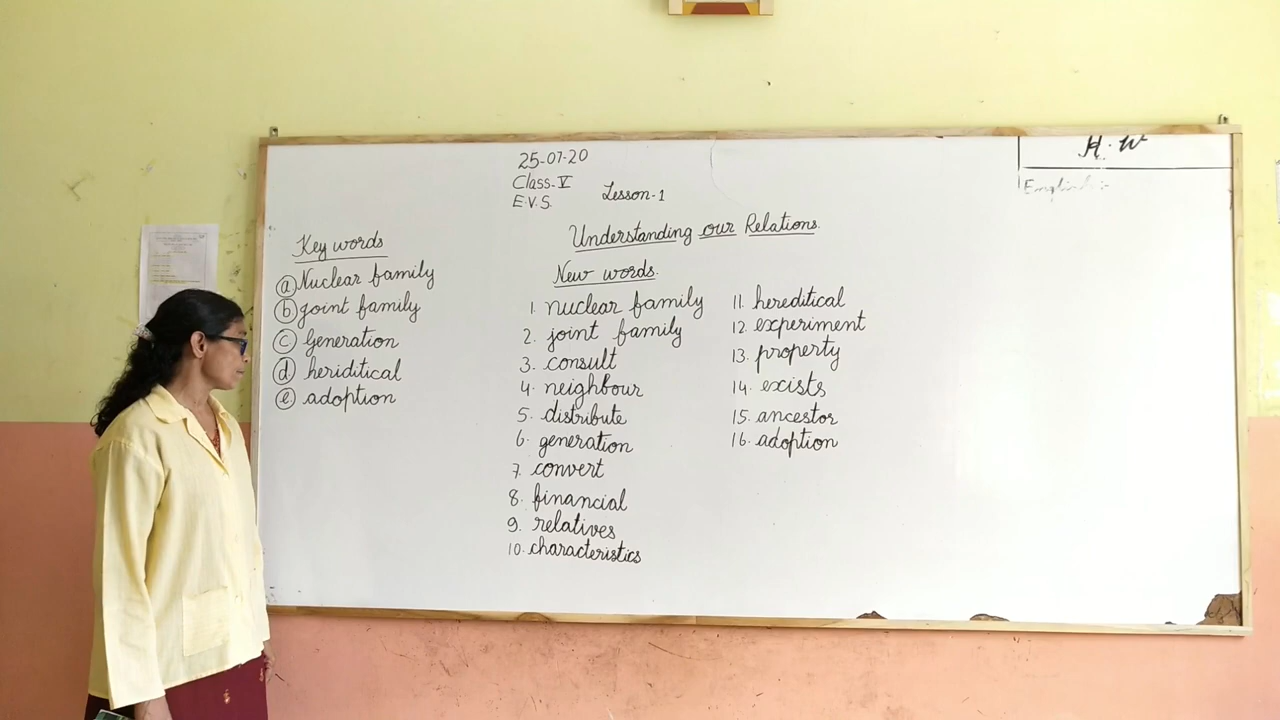 25-07-20
Class-V
E.V.S.
Lesson-1
Understanding our Relations.
Key words
ⓐ Nuclear family
ⓑ joint family
ⓒ Generation
ⓓ heriditical
ⓔ adoption
New words.
1. nuclear family
2. joint family
3. consult
4. neighbour
5. distribute
6. generation
7. convert
8. financial
9. relatives
10. characteristics
11. hereditical
12. experiment
13. property
14. exists
15. ancestor
16. adoption
H.W